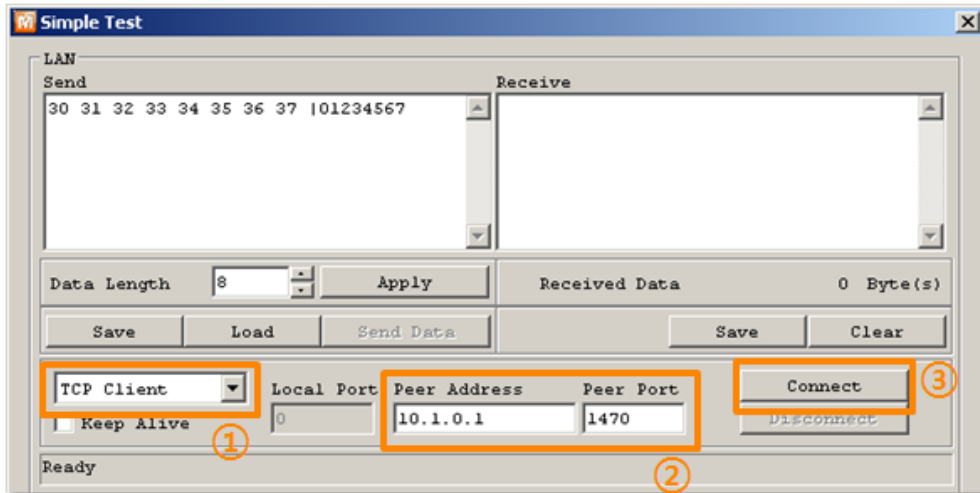 Simple Test
LAN
Send
Receive
30 31 32 33 34 35 36 37 |01234567
Data Length 8 Apply Received Data 0 Byte(s)
Save Load Send Data Save Clear
TCP Client Local Port Peer Address Peer Port Connect ③
Keep Alive ① 0 10.1.0.1 1470 Disconnect
②
Ready